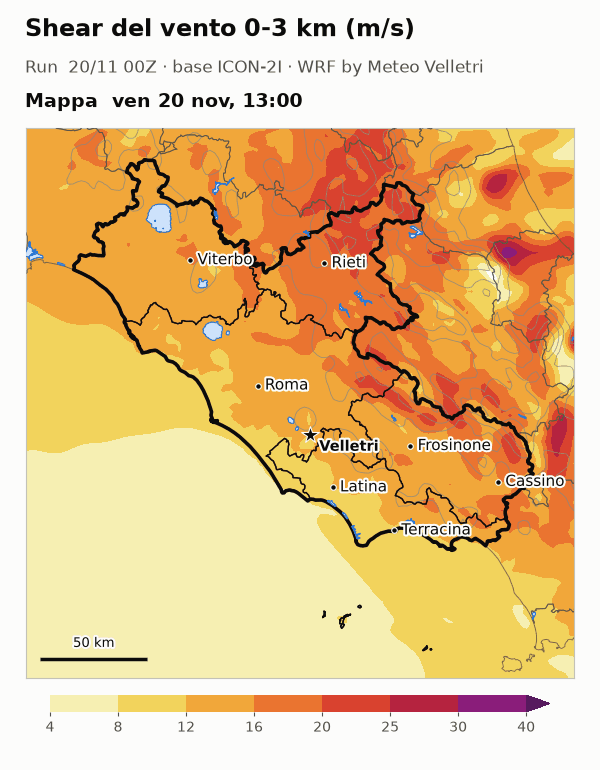 Shear del vento 0-3 km (m/s)
Run  20/11 00Z · base ICON-2I · WRF by Meteo Velletri
Mappa  ven 20 nov, 13:00
Viterbo
Rieti
Roma
Velletri
Frosinone
Latina
Cassino
Terracina
50 km
4 8 12 16 20 25 30 40